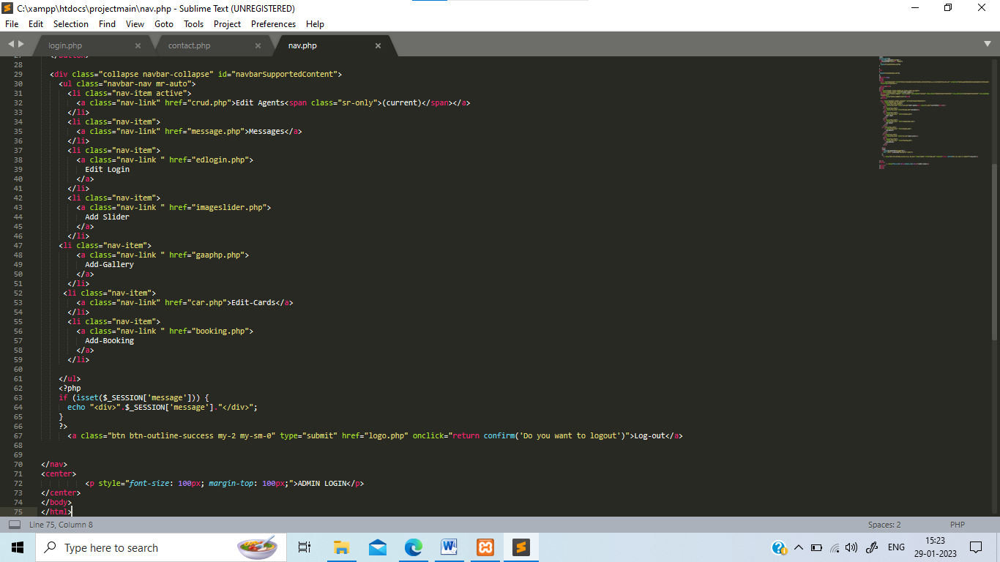 C:\xampp\htdocs\projectmain\nav.php - Sublime Text (UNREGISTERED)
File Edit Selection Find View Goto Tools Project Preferences Help
login.php contact.php nav.php
28
29 <div class="collapse navbar-collapse" id="navbarSupportedContent">
30 <ul class="navbar-nav mr-auto">
31 <li class="nav-item active">
32 <a class="nav-link" href="crud.php">Edit Agents<span class="sr-only">(current)</span></a>
33 </li>
34 <li class="nav-item">
35 <a class="nav-link" href="message.php">Messages</a>
36 </li>
37 <li class="nav-item">
38 <a class="nav-link " href="edlogin.php">
39 Edit Login
40 </a>
41 </li>
42 <li class="nav-item">
43 <a class="nav-link " href="imageslider.php">
44 Add Slider
45 </a>
46 </li>
47 <li class="nav-item">
48 <a class="nav-link " href="gaaphp.php">
49 Add-Gallery
50 </a>
51 </li>
52 <li class="nav-item">
53 <a class="nav-link" href="car.php">Edit-Cards</a>
54 </li>
55 <li class="nav-item">
56 <a class="nav-link " href="booking.php">
57 Add-Booking
58 </a>
59 </li>
60
61 </ul>
62 <?php
63 if (isset($_SESSION['message'])) {
64 echo "<div>".$_SESSION['message']."</div>";
65 }
66 ?>
67 <a class="btn btn-outline-success my-2 my-sm-0" type="submit" href="logo.php" onclick="return confirm('Do you want to logout')">Log-out</a>
68
69
70 </nav>
71 <center>
72 <p style="font-size: 100px; margin-top: 100px;">ADMIN LOGIN</p>
73 </center>
74 </body>
75 </html>
Line 75, Column 8 Spaces: 2 PHP
Type here to search ENG 15:23
29-01-2023